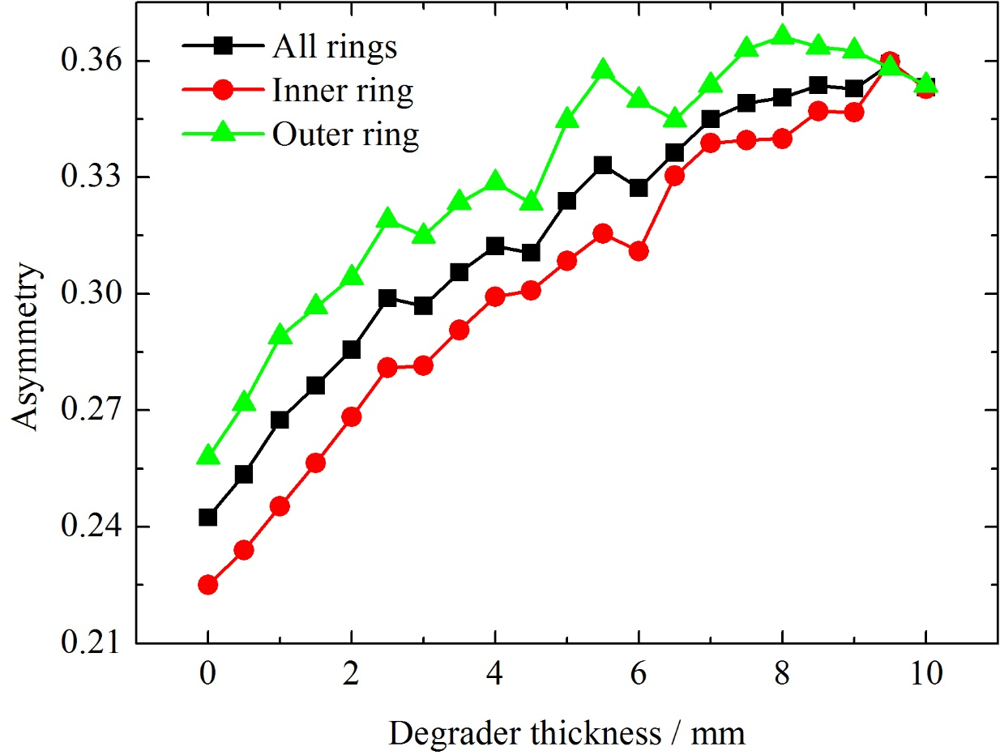 All rings
Inner ring
Outer ring
0.36
0.33
0.30
0.27
0.24
0.21
Asymmetry
0 2 4 6 8 10
Degrader thickness / mm